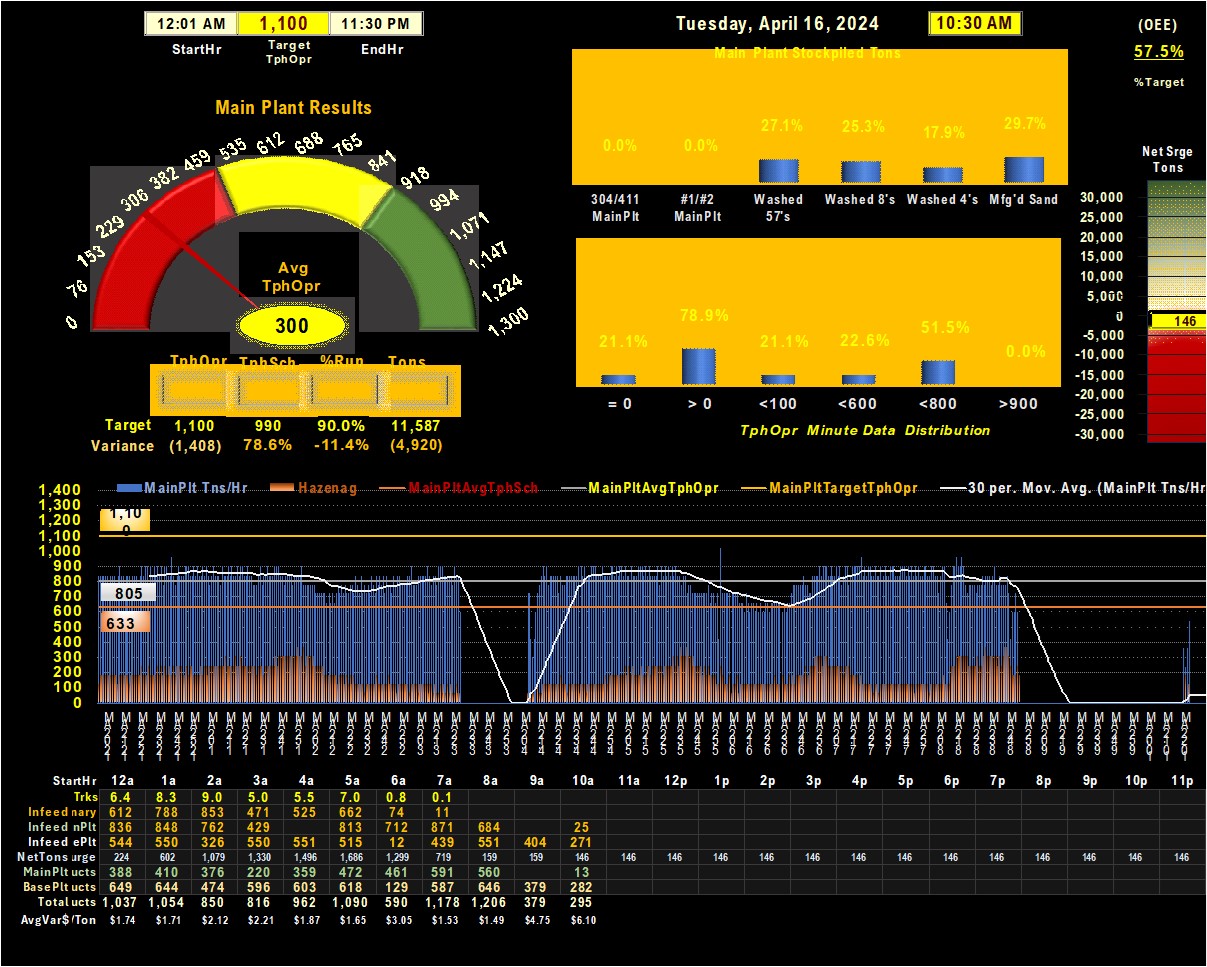 12:01 AM 1,100 11:30 PM
StartHr Target TphOpr EndHr
Tuesday, April 16, 2024 10:30 AM
(OEE)
57.5%
%Target
Main Plant Results
0 76 153 229 306 382 459 535 612 688 765 841 918 994 1,071 1,147 1,224 1,300
Avg
TphOpr
300
TphOpr TphSch %Run Tons
Target 1,100 990 90.0% 11,587
Variance (1,408) 78.6% -11.4% (4,920)
Main Plant Stockpiled Tons
0.0% 0.0% 27.1% 25.3% 17.9% 29.7%
304/411 MainPlt #1/#2 MainPlt Washed 57's Washed 8's Washed 4's Mfg'd Sand
21.1% 78.9% 21.1% 22.6% 51.5% 0.0%
= 0 > 0 <100 <600 <800 >900
TphOpr Minute Data Distribution
Net Srge
Tons
30,000
25,000
20,000
15,000
10,000
5,000
0
146
-5,000
-10,000
-15,000
-20,000
-25,000
-30,000
MainPlt Tns/Hr Hazenag MainPltAvgTphSch MainPltAvgTphOpr MainPltTargetTphOpr 30 per. Mov. Avg. (MainPlt Tns/Hr
1,400
1,300
1,200
1,100
1,000
900
800
700
600
500
400
300
200
100
0
1,10
0
805
633
StartHr 12a 1a 2a 3a 4a 5a 6a 7a 8a 9a 10a 11a 12p 1p 2p 3p 4p 5p 6p 7p 8p 9p 10p 11p
Trks 6.4 8.3 9.0 5.0 5.5 7.0 0.8 0.1
Infeed nary 612 788 853 471 525 662 74 11
Infeed nPlt 836 848 762 429 813 712 871 684 25
Infeed ePlt 544 550 326 550 551 515 12 439 551 404 271
NetTons urge 224 602 1,079 1,330 1,496 1,686 1,299 719 159 159 146 146 146 146 146 146 146 146 146 146 146 146 146 146
MainPlt ucts 388 410 376 220 359 472 461 591 560 13
BasePlt ucts 649 644 474 596 603 618 129 587 646 379 282
Total ucts 1,037 1,054 850 816 962 1,090 590 1,178 1,206 379 295
AvgVar$/Ton $1.74 $1.71 $2.12 $2.21 $1.87 $1.65 $3.05 $1.53 $1.49 $4.75 $6.10